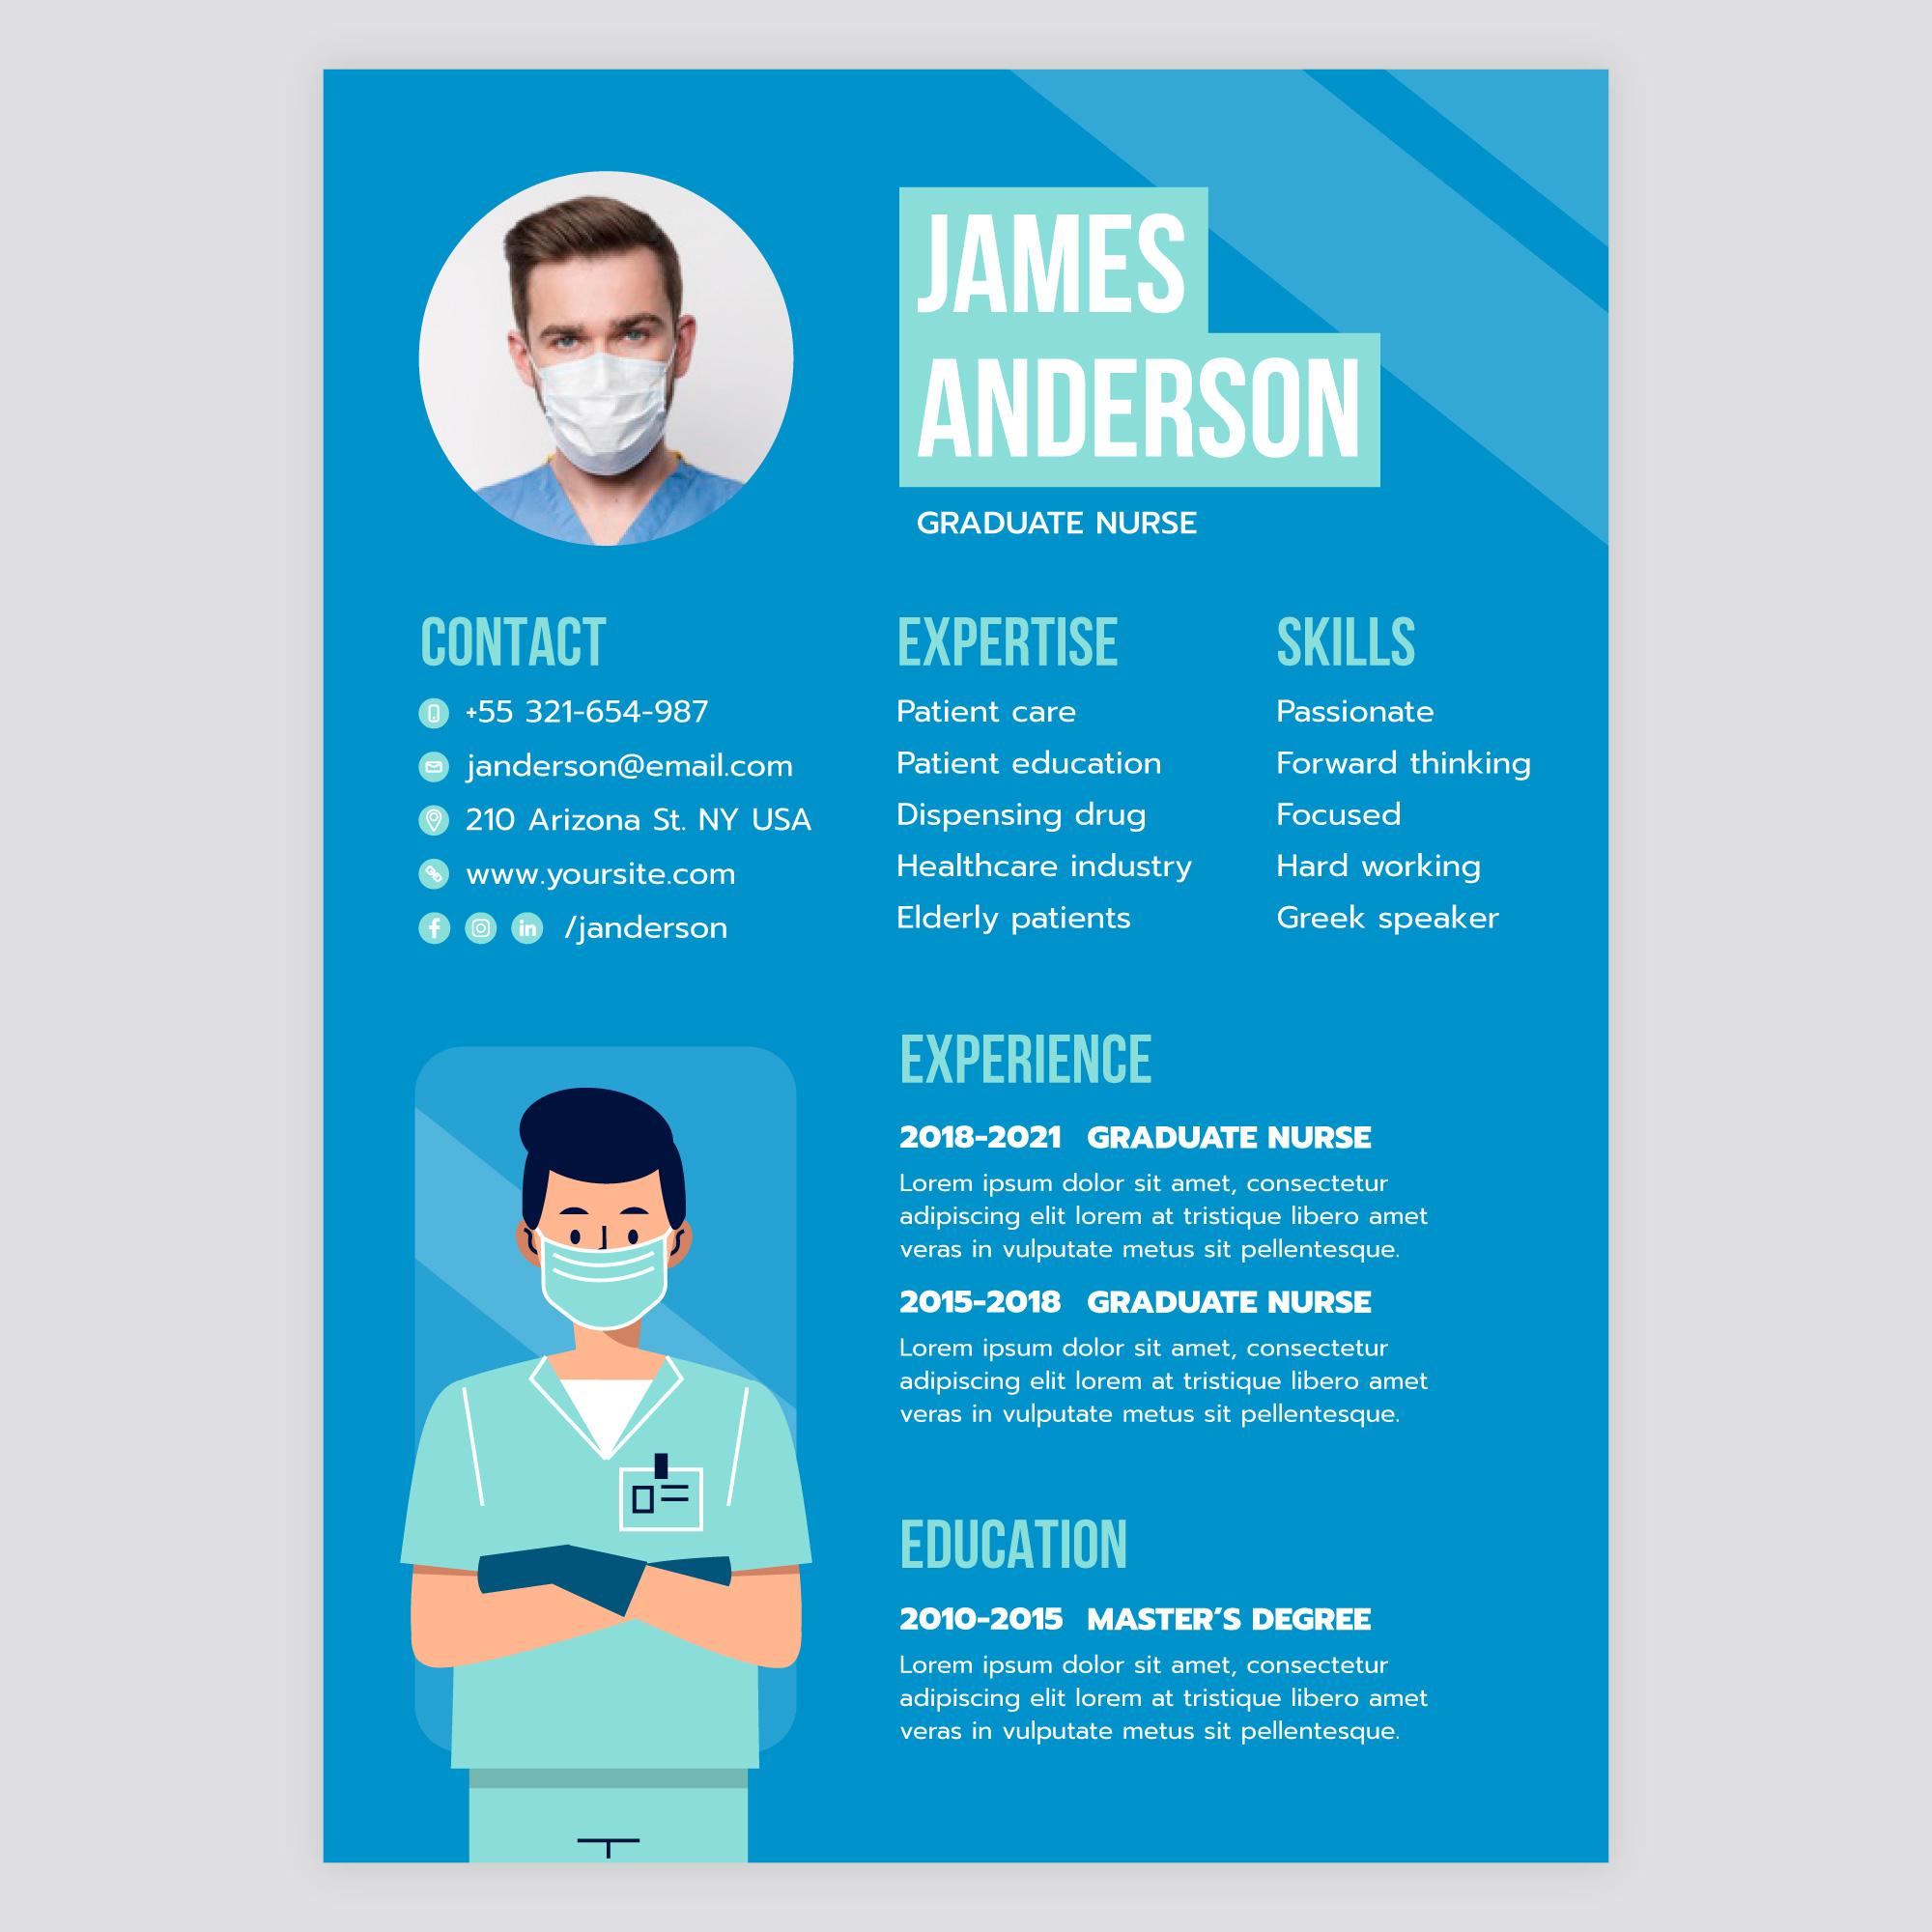 JAMES
ANDERSON
GRADUATE NURSE
CONTACT
+55 321-654-987
janderson@email.com
210 Arizona St. NY USA
www.yoursite.com
/janderson
EXPERTISE
Patient care
Patient education
Dispensing drug
Healthcare industry
Elderly patients
SKILLS
Passionate
Forward thinking
Focused
Hard working
Greek speaker
EXPERIENCE
2018-2021 GRADUATE NURSE
Lorem ipsum dolor sit amet, consectetur
adipiscing elit lorem at tristique libero amet
veras in vulputate metus sit pellentesque.
2015-2018 GRADUATE NURSE
Lorem ipsum dolor sit amet, consectetur
adipiscing elit lorem at tristique libero amet
veras in vulputate metus sit pellentesque.
EDUCATION
2010-2015 MASTER’S DEGREE
Lorem ipsum dolor sit amet, consectetur
adipiscing elit lorem at tristique libero amet
veras in vulputate metus sit pellentesque.